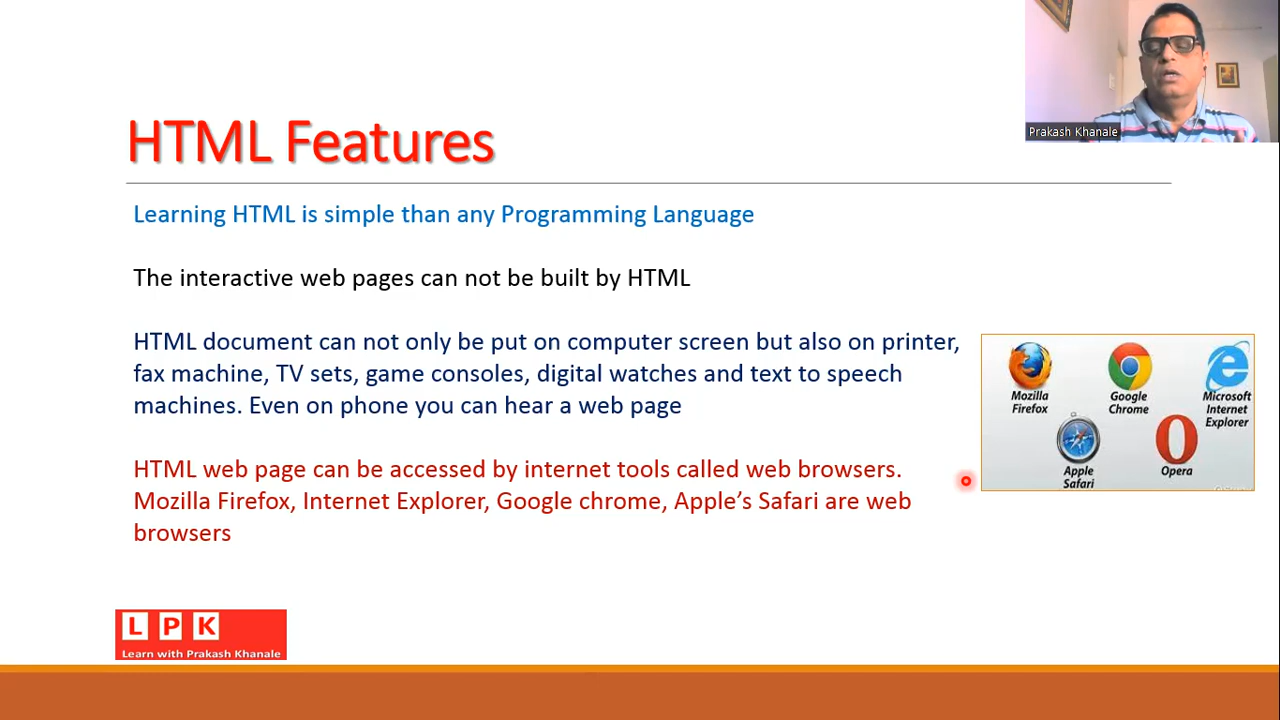 Prakash Khanale
HTML Features
Learning HTML is simple than any Programming Language
The interactive web pages can not be built by HTML
HTML document can not only be put on computer screen but also on printer,
fax machine, TV sets, game consoles, digital watches and text to speech
machines. Even on phone you can hear a web page
HTML web page can be accessed by internet tools called web browsers.
Mozilla Firefox, Internet Explorer, Google chrome, Apple’s Safari are web
browsers
Mozilla
Firefox
Google
Chrome
Microsoft
Internet
Explorer
Apple
Safari
Opera
L P K
Learn with Prakash Khanale